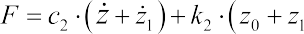 F = c₂ · (ż + ż₁) + k₂ · (z₀ + z₁